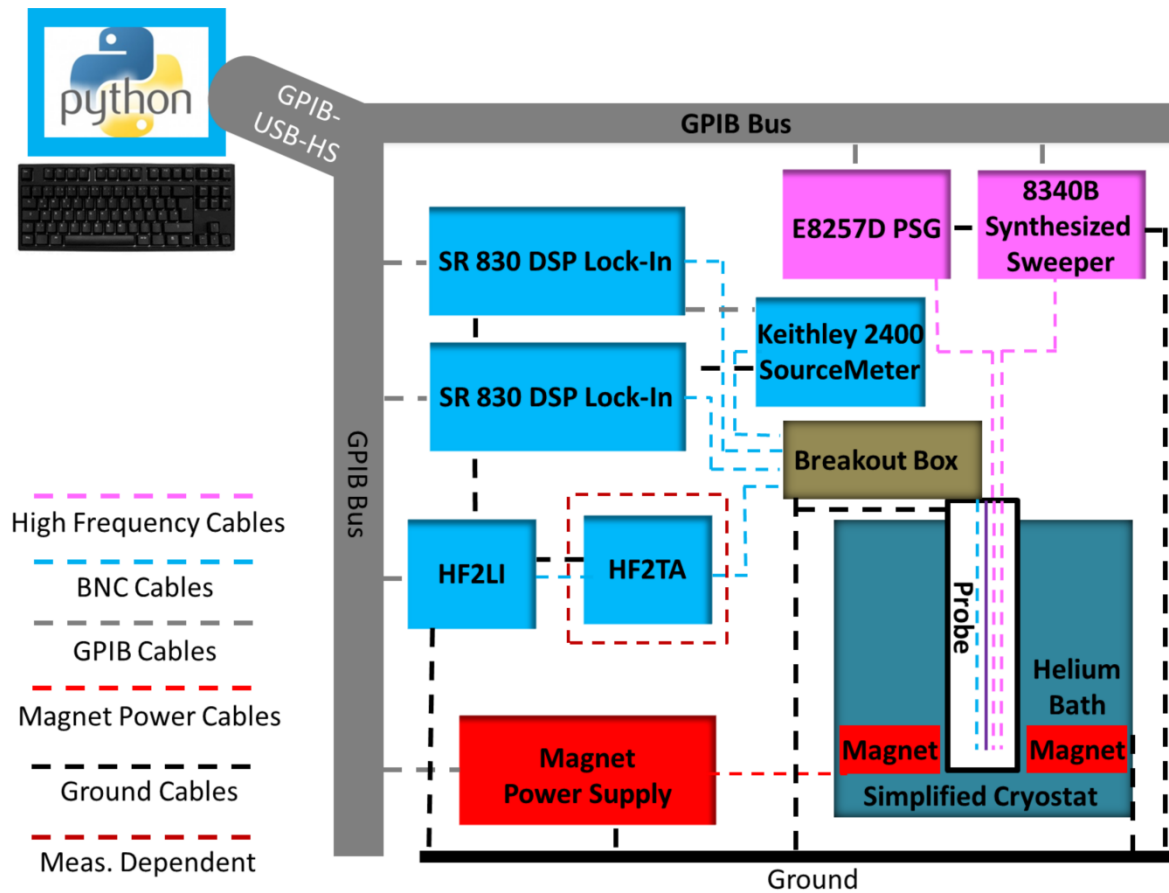 python
GPIB-
USB-HS
GPIB Bus
E8257D PSG
8340B
Synthesized
Sweeper
SR 830 DSP Lock-In
Keithley 2400
SourceMeter
SR 830 DSP Lock-In
GPIB Bus
Breakout Box
High Frequency Cables
BNC Cables
GPIB Cables
Magnet Power Cables
Ground Cables
Meas. Dependent
HF2LI
HF2TA
Probe
Helium
Bath
Magnet
Magnet
Simplified Cryostat
Magnet
Power Supply
Ground